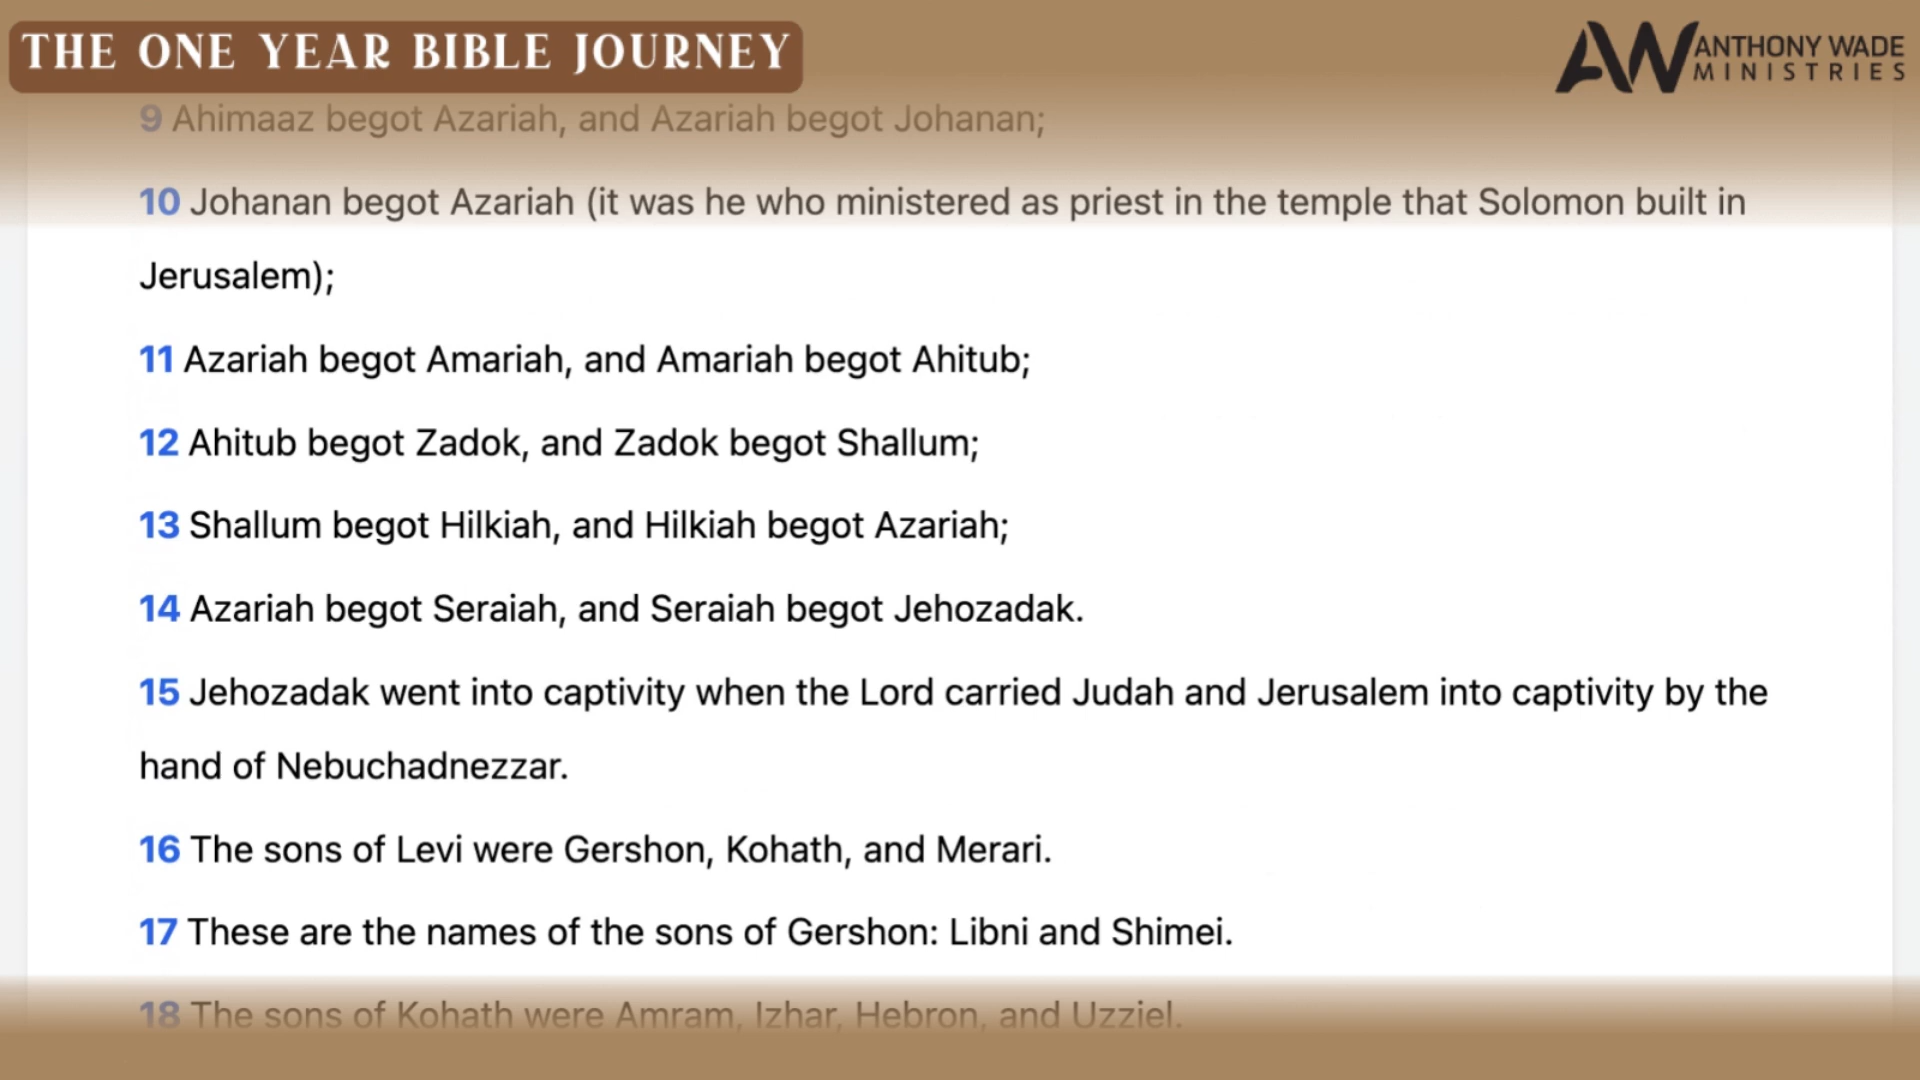 THE ONE YEAR BIBLE JOURNEY
ANTHONY WADE
MINISTRIES
9 Ahimaaz begot Azariah, and Azariah begot Johanan;
10 Johanan begot Azariah (it was he who ministered as priest in the temple that Solomon built in
Jerusalem);
11 Azariah begot Amariah, and Amariah begot Ahitub;
12 Ahitub begot Zadok, and Zadok begot Shallum;
13 Shallum begot Hilkiah, and Hilkiah begot Azariah;
14 Azariah begot Seraiah, and Seraiah begot Jehozadak.
15 Jehozadak went into captivity when the Lord carried Judah and Jerusalem into captivity by the
hand of Nebuchadnezzar.
16 The sons of Levi were Gershon, Kohath, and Merari.
17 These are the names of the sons of Gershon: Libni and Shimei.
18 The sons of Kohath were Amram, Izhar, Hebron, and Uzziel.